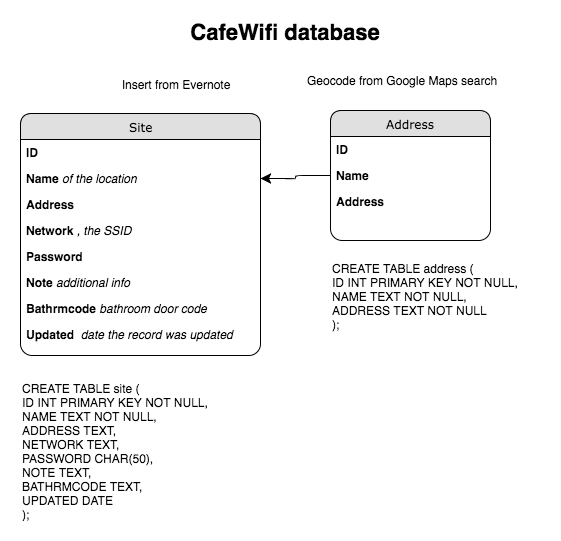 CafeWifi database
Insert from Evernote
Geocode from Google Maps search
Site
ID
Name of the location
Address
Network , the SSID
Password
Note additional info
Bathrmcode bathroom door code
Updated date the record was updated
Address
ID
Name
Address
CREATE TABLE address (
ID INT PRIMARY KEY NOT NULL,
NAME TEXT NOT NULL,
ADDRESS TEXT NOT NULL
);
CREATE TABLE site (
ID INT PRIMARY KEY NOT NULL,
NAME TEXT NOT NULL,
ADDRESS TEXT,
NETWORK TEXT,
PASSWORD CHAR(50),
NOTE TEXT,
BATHRMCODE TEXT,
UPDATED DATE
);